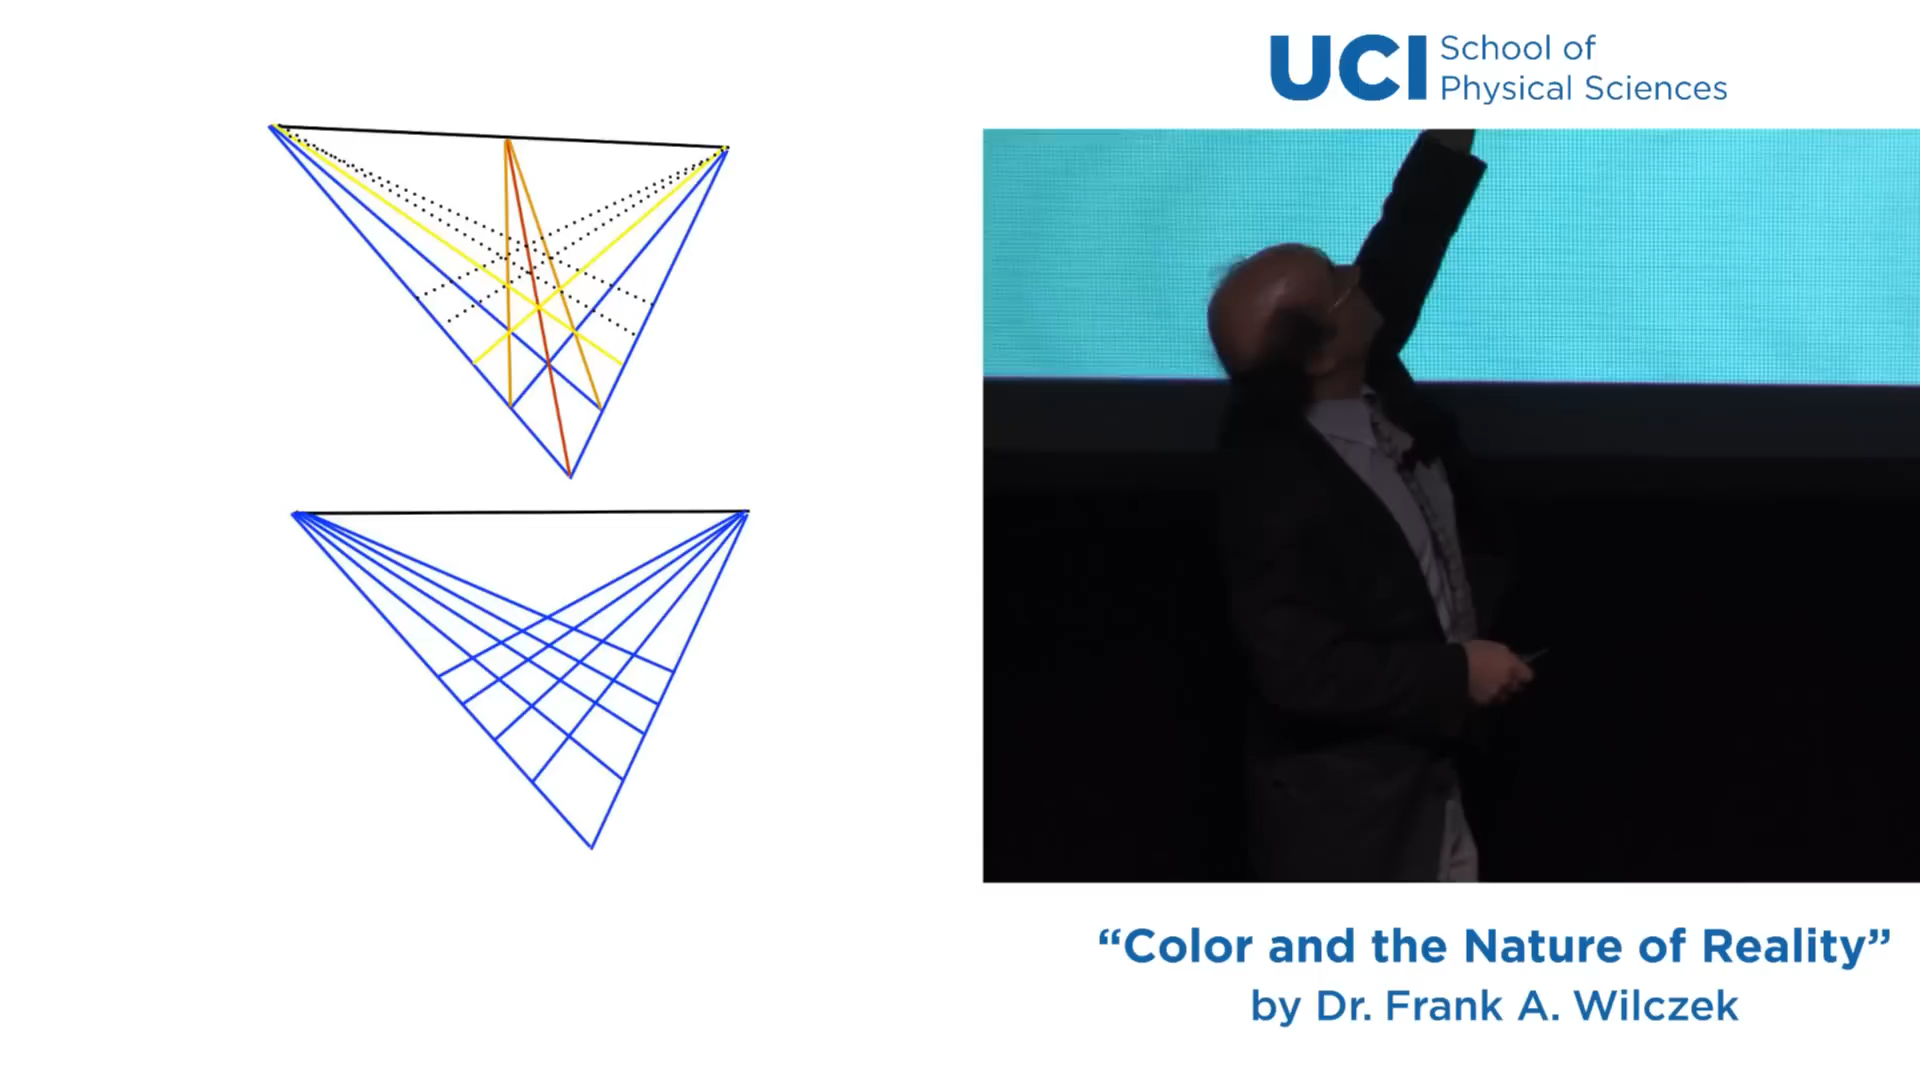 UCI School of
Physical Sciences
“Color and the Nature of Reality”
by Dr. Frank A. Wilczek